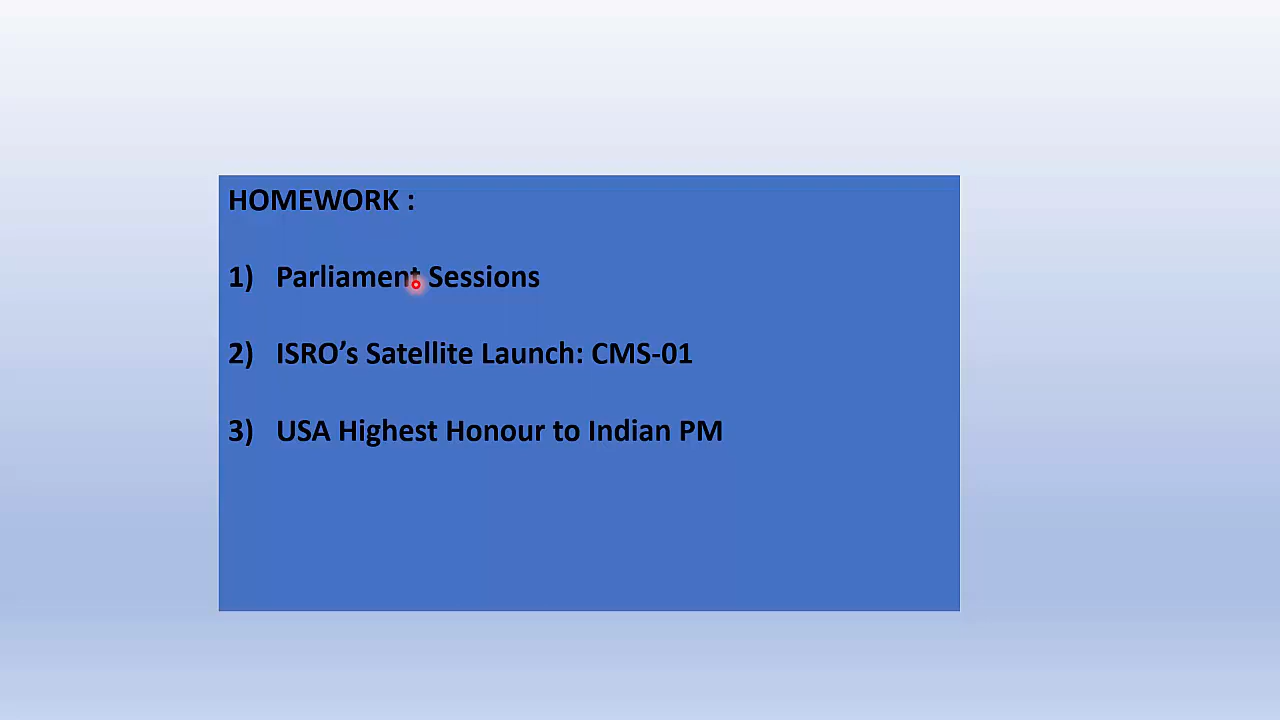 HOMEWORK :
1) Parliament Sessions
2) ISRO’s Satellite Launch: CMS-01
3) USA Highest Honour to Indian PM